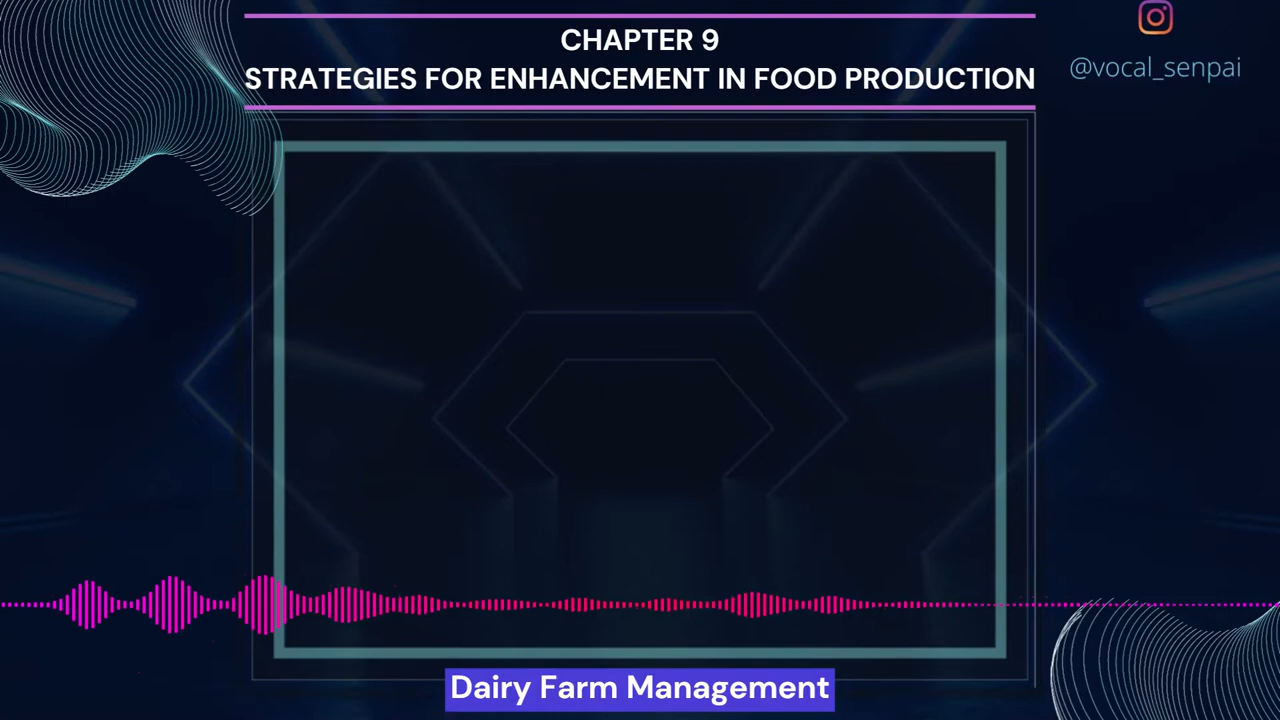 CHAPTER 9
STRATEGIES FOR ENHANCEMENT IN FOOD PRODUCTION
@vocal_senpai
Dairy Farm Management